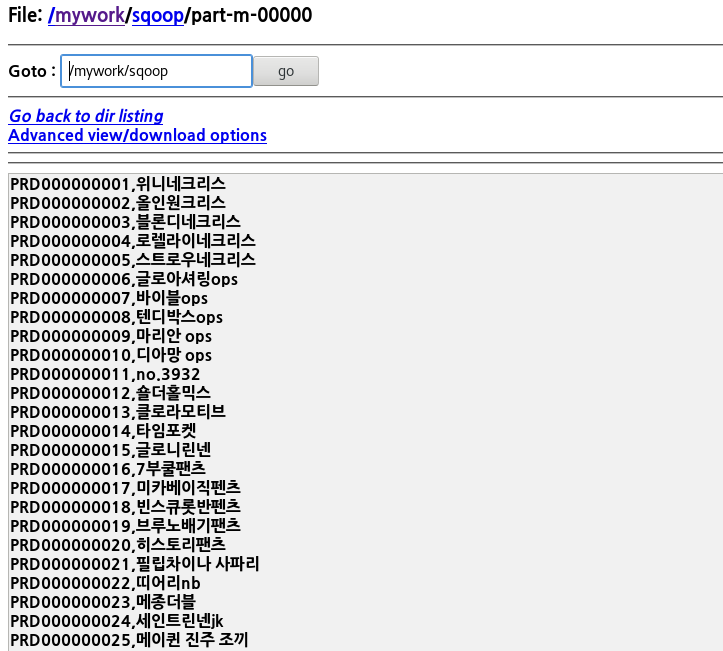 File: /mywork/sqoop/part-m-00000
Goto : /mywork/sqoop go
Go back to dir listing
Advanced view/download options
PRD000000001,위니네크리스
PRD000000002,올인원크리스
PRD000000003,블론디네크리스
PRD000000004,로렐라이네크리스
PRD000000005,스트로우네크리스
PRD000000006,글로아셔링ops
PRD000000007,바이블ops
PRD000000008,텐디박스ops
PRD000000009,마리안 ops
PRD000000010,디아망 ops
PRD000000011,no.3932
PRD000000012,숄더홀믹스
PRD000000013,클로라모티브
PRD000000014,타임포켓
PRD000000015,글로니린넨
PRD000000016,7부쿨팬츠
PRD000000017,미카베이직펜츠
PRD000000018,빈스큐롯반펜츠
PRD000000019,브루노배기팬츠
PRD000000020,히스토리팬츠
PRD000000021,필립차이나 사파리
PRD000000022,띠어리nb
PRD000000023,메종더블
PRD000000024,세인트린넨jk
PRD000000025,메이퀸 진주 조끼